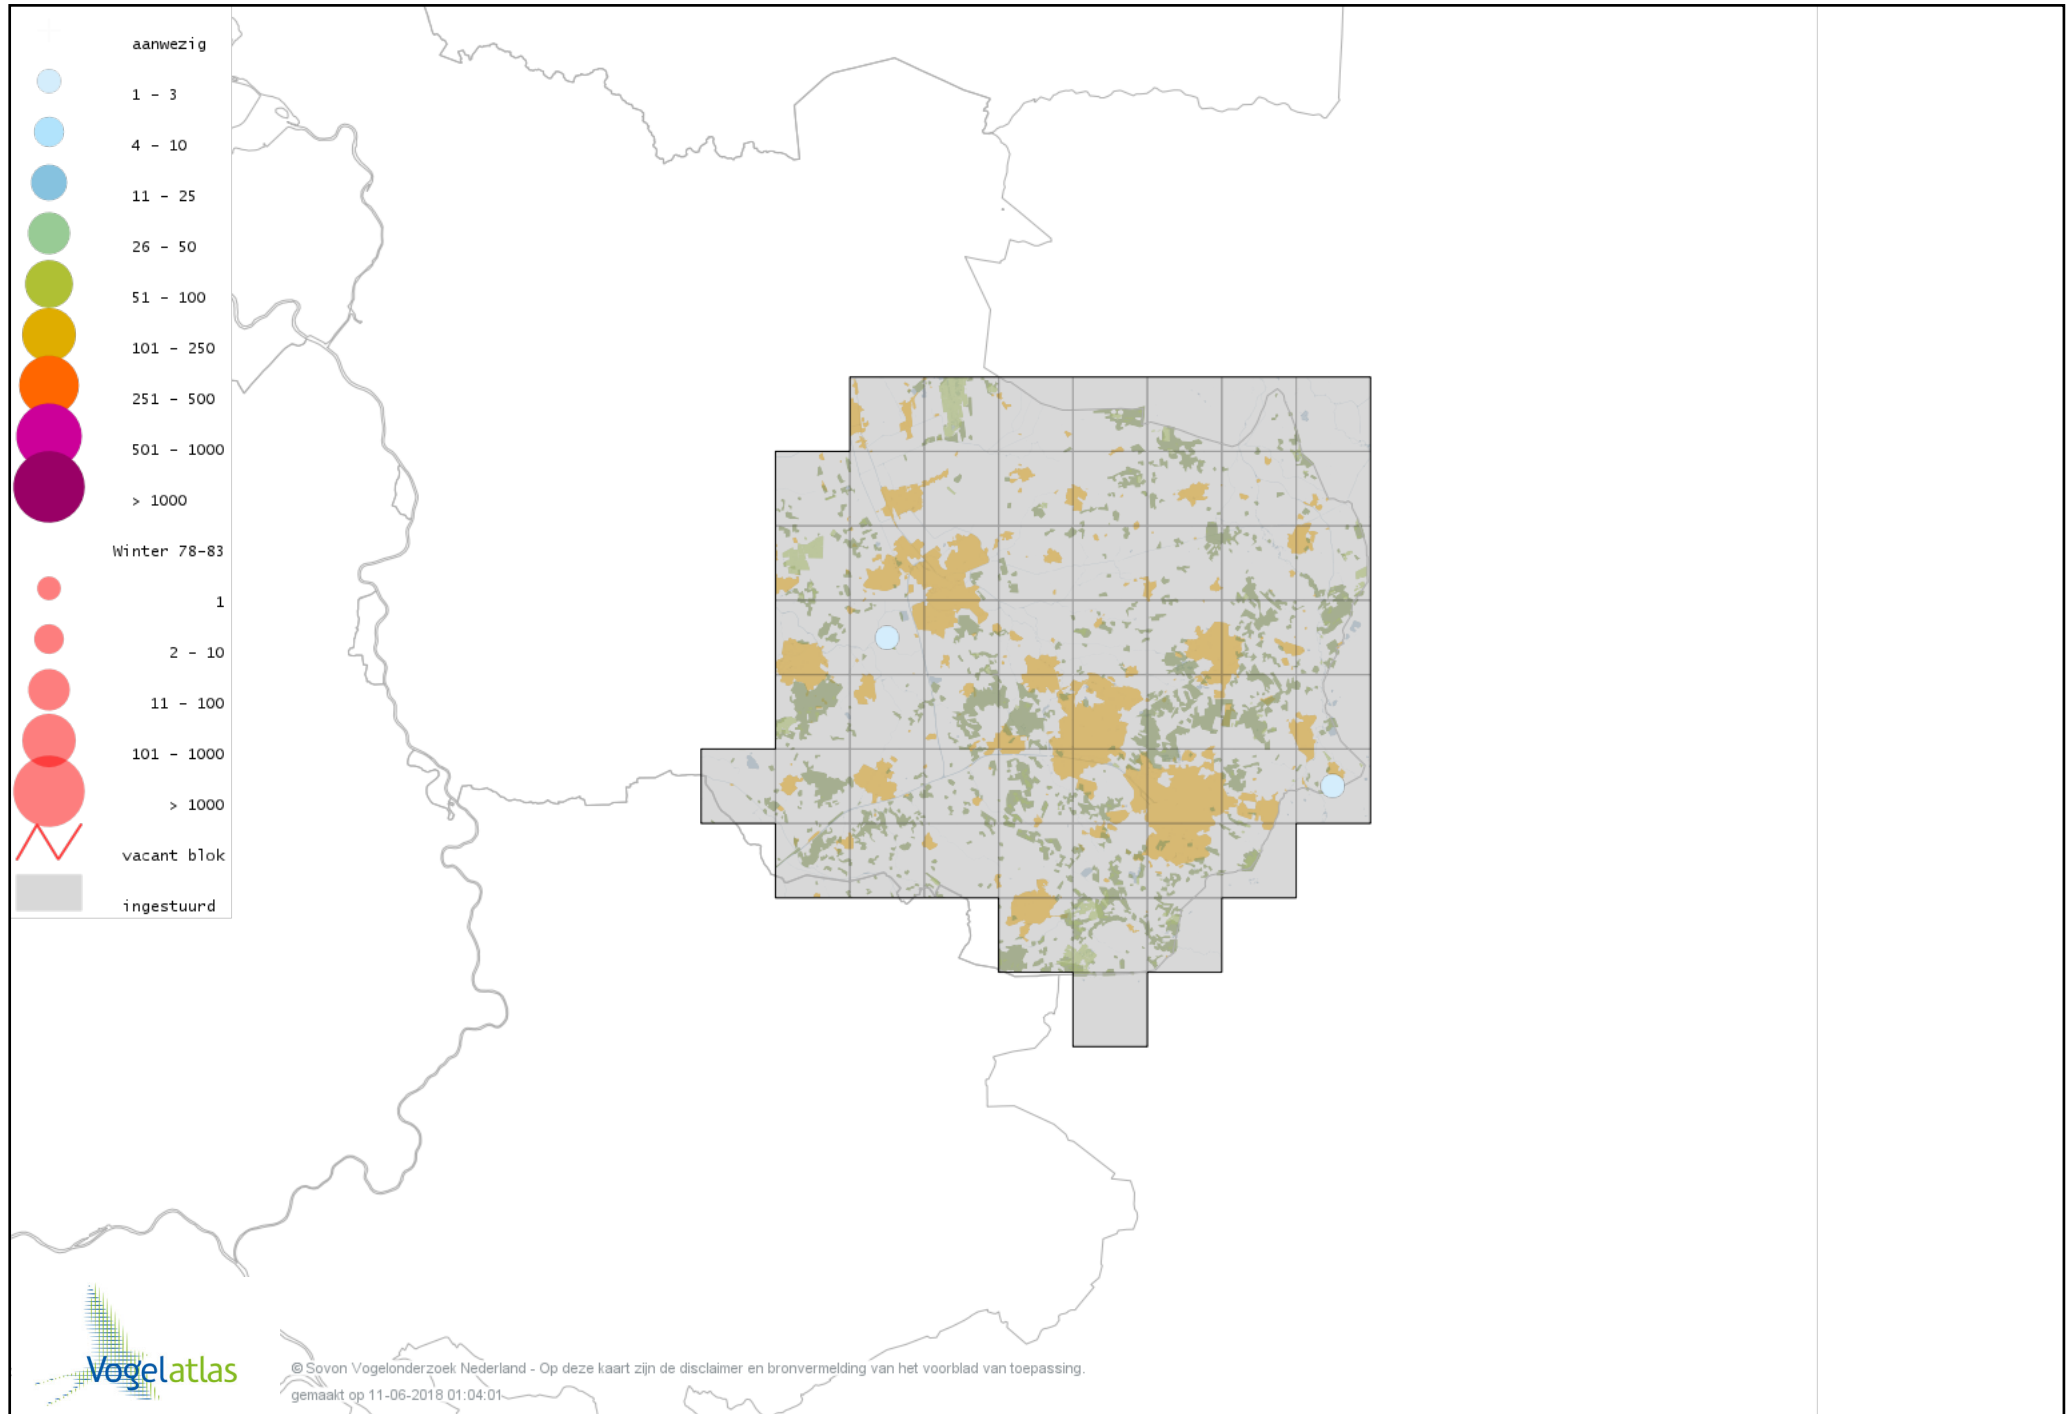 aanwezig
1 - 3
4 - 10
11 - 25
26 - 50
51 - 100
101 - 250
251 - 500
501 - 1000
> 1000
Winter 78-83
1
2 - 10
11 - 100
101 - 1000
> 1000
vacant blok
ingestuurd
Vogelatlas
© Sovon Vogelonderzoek Nederland - Op deze kaart zijn de disclaimer en bronvermelding van het voorblad van toepassing.
gemaakt op 11-06-2018 01:04:01